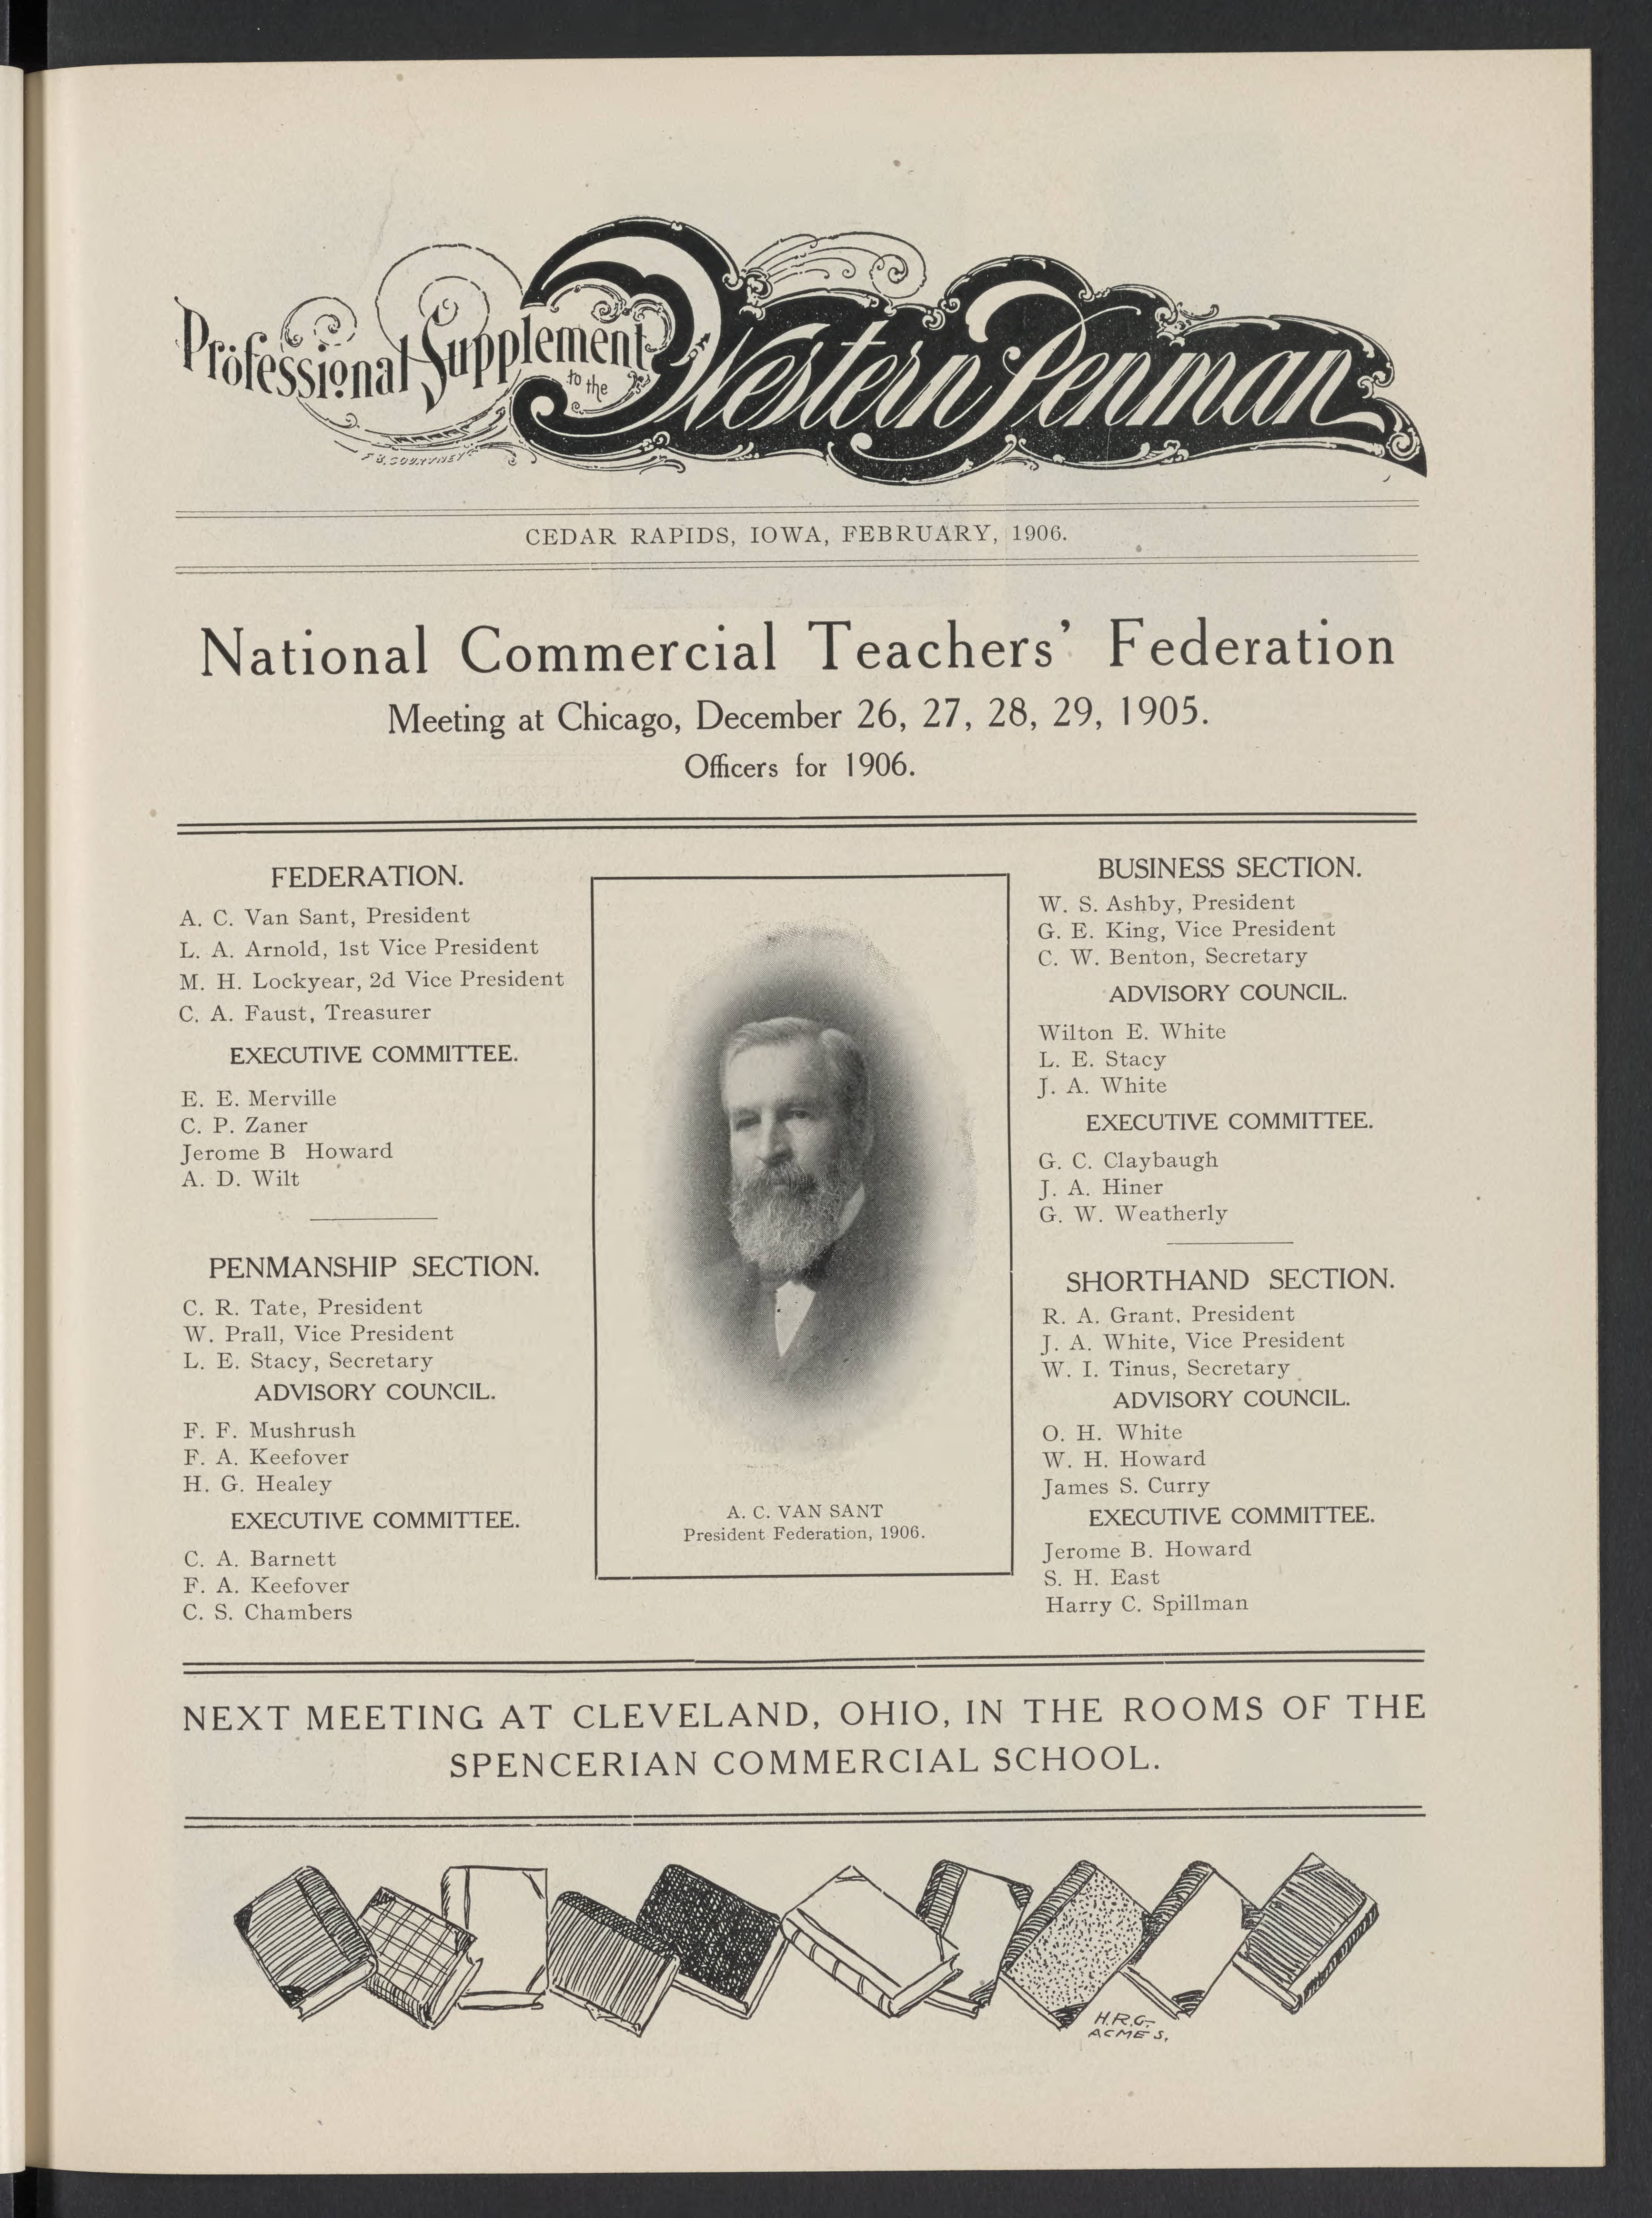 Professional Supplement
to the
Western Penman
F. B. COURTNEY
CEDAR RAPIDS, IOWA, FEBRUARY, 1906.
National Commercial Teachers' Federation
Meeting at Chicago, December 26, 27, 28, 29, 1905.
Officers for 1906.
FEDERATION.
A. C. Van Sant, President
L. A. Arnold, 1st Vice President
M. H. Lockyear, 2d Vice President
C. A. Faust, Treasurer
EXECUTIVE COMMITTEE.
E. E. Merville
C. P. Zaner
Jerome B Howard
A. D. Wilt
PENMANSHIP SECTION.
C. R. Tate, President
W. Prall, Vice President
L. E. Stacy, Secretary
ADVISORY COUNCIL.
F. F. Mushrush
F. A. Keefover
H. G. Healey
EXECUTIVE COMMITTEE.
C. A. Barnett
F. A. Keefover
C. S. Chambers
A. C. VAN SANT
President Federation, 1906.
BUSINESS SECTION.
W. S. Ashby, President
G. E. King, Vice President
C. W. Benton, Secretary
ADVISORY COUNCIL.
Wilton E. White
L. E. Stacy
J. A. White
EXECUTIVE COMMITTEE.
G. C. Claybaugh
J. A. Hiner
G. W. Weatherly
SHORTHAND SECTION.
R. A. Grant. President
J. A. White, Vice President
W. I. Tinus, Secretary
ADVISORY COUNCIL.
O. H. White
W. H. Howard
James S. Curry
EXECUTIVE COMMITTEE.
Jerome B. Howard
S. H. East
Harry C. Spillman
NEXT MEETING AT CLEVELAND, OHIO, IN THE ROOMS OF THE
SPENCERIAN COMMERCIAL SCHOOL.
H.R.G.
ACME S.